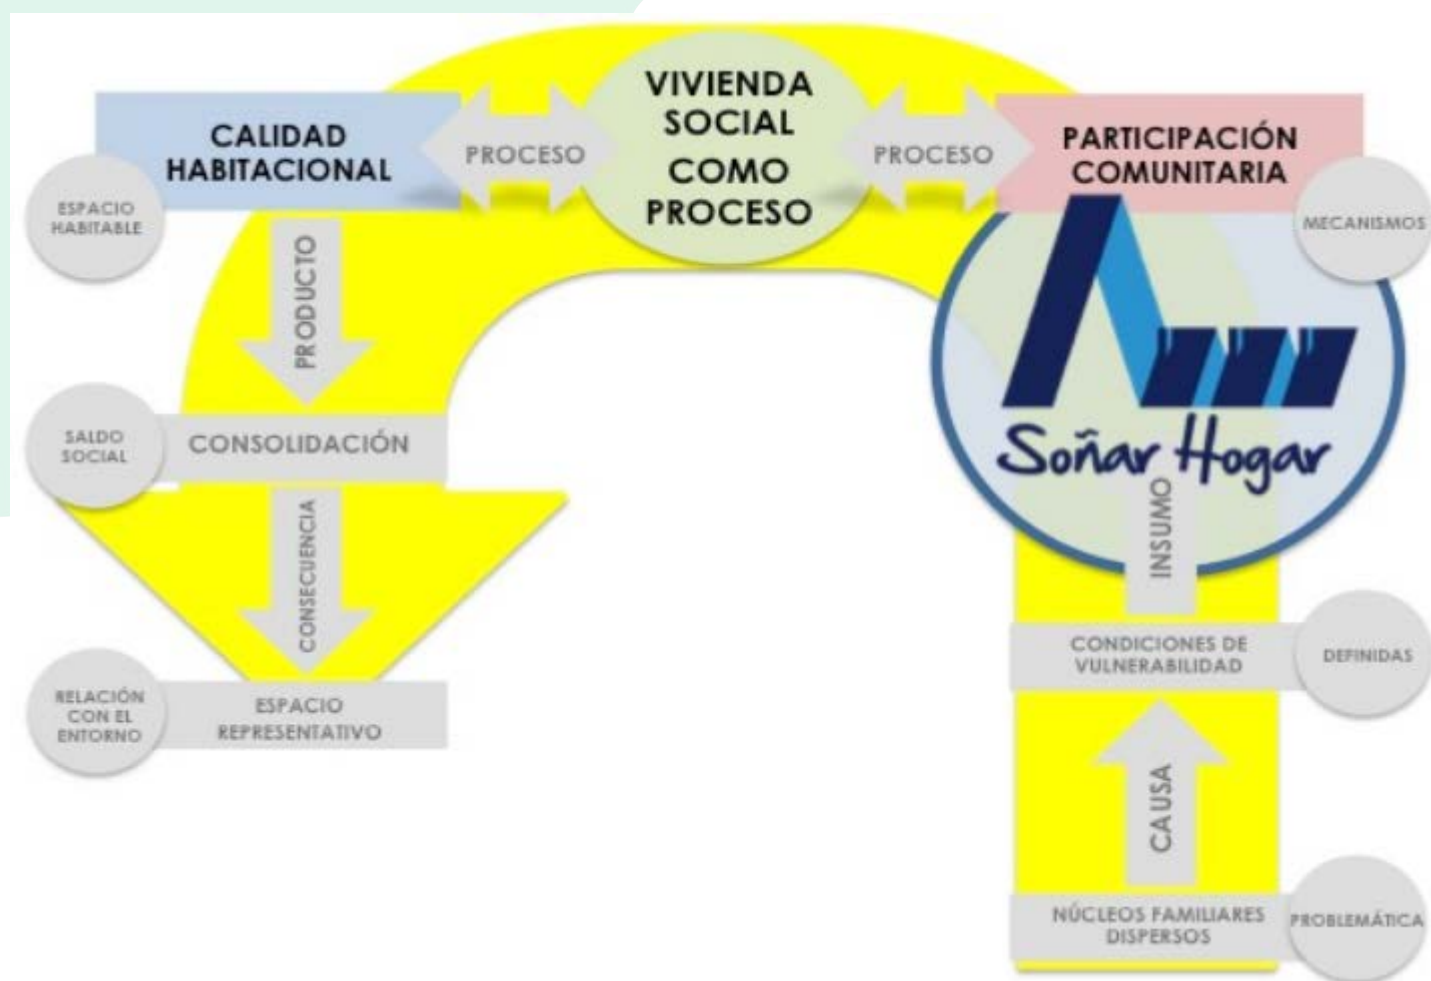 VIVIENDA
SOCIAL
COMO
PROCESO
CALIDAD
HABITACIONAL
PROCESO
PROCESO
PARTICIPACIÓN
COMUNITARIA
ESPACIO
HABITABLE
MECANISMOS
PRODUCTO
Soñar Hogar
SALDO
SOCIAL
CONSOLIDACIÓN
INSUMO
CONSECUENCIA
CONDICIONES DE
VULNERABILIDAD
DEFINIDAS
RELACIÓN
CON EL
ENTORNO
ESPACIO
REPRESENTATIVO
CAUSA
NÚCLEOS FAMILIARES
DISPERSOS
PROBLEMÁTICA